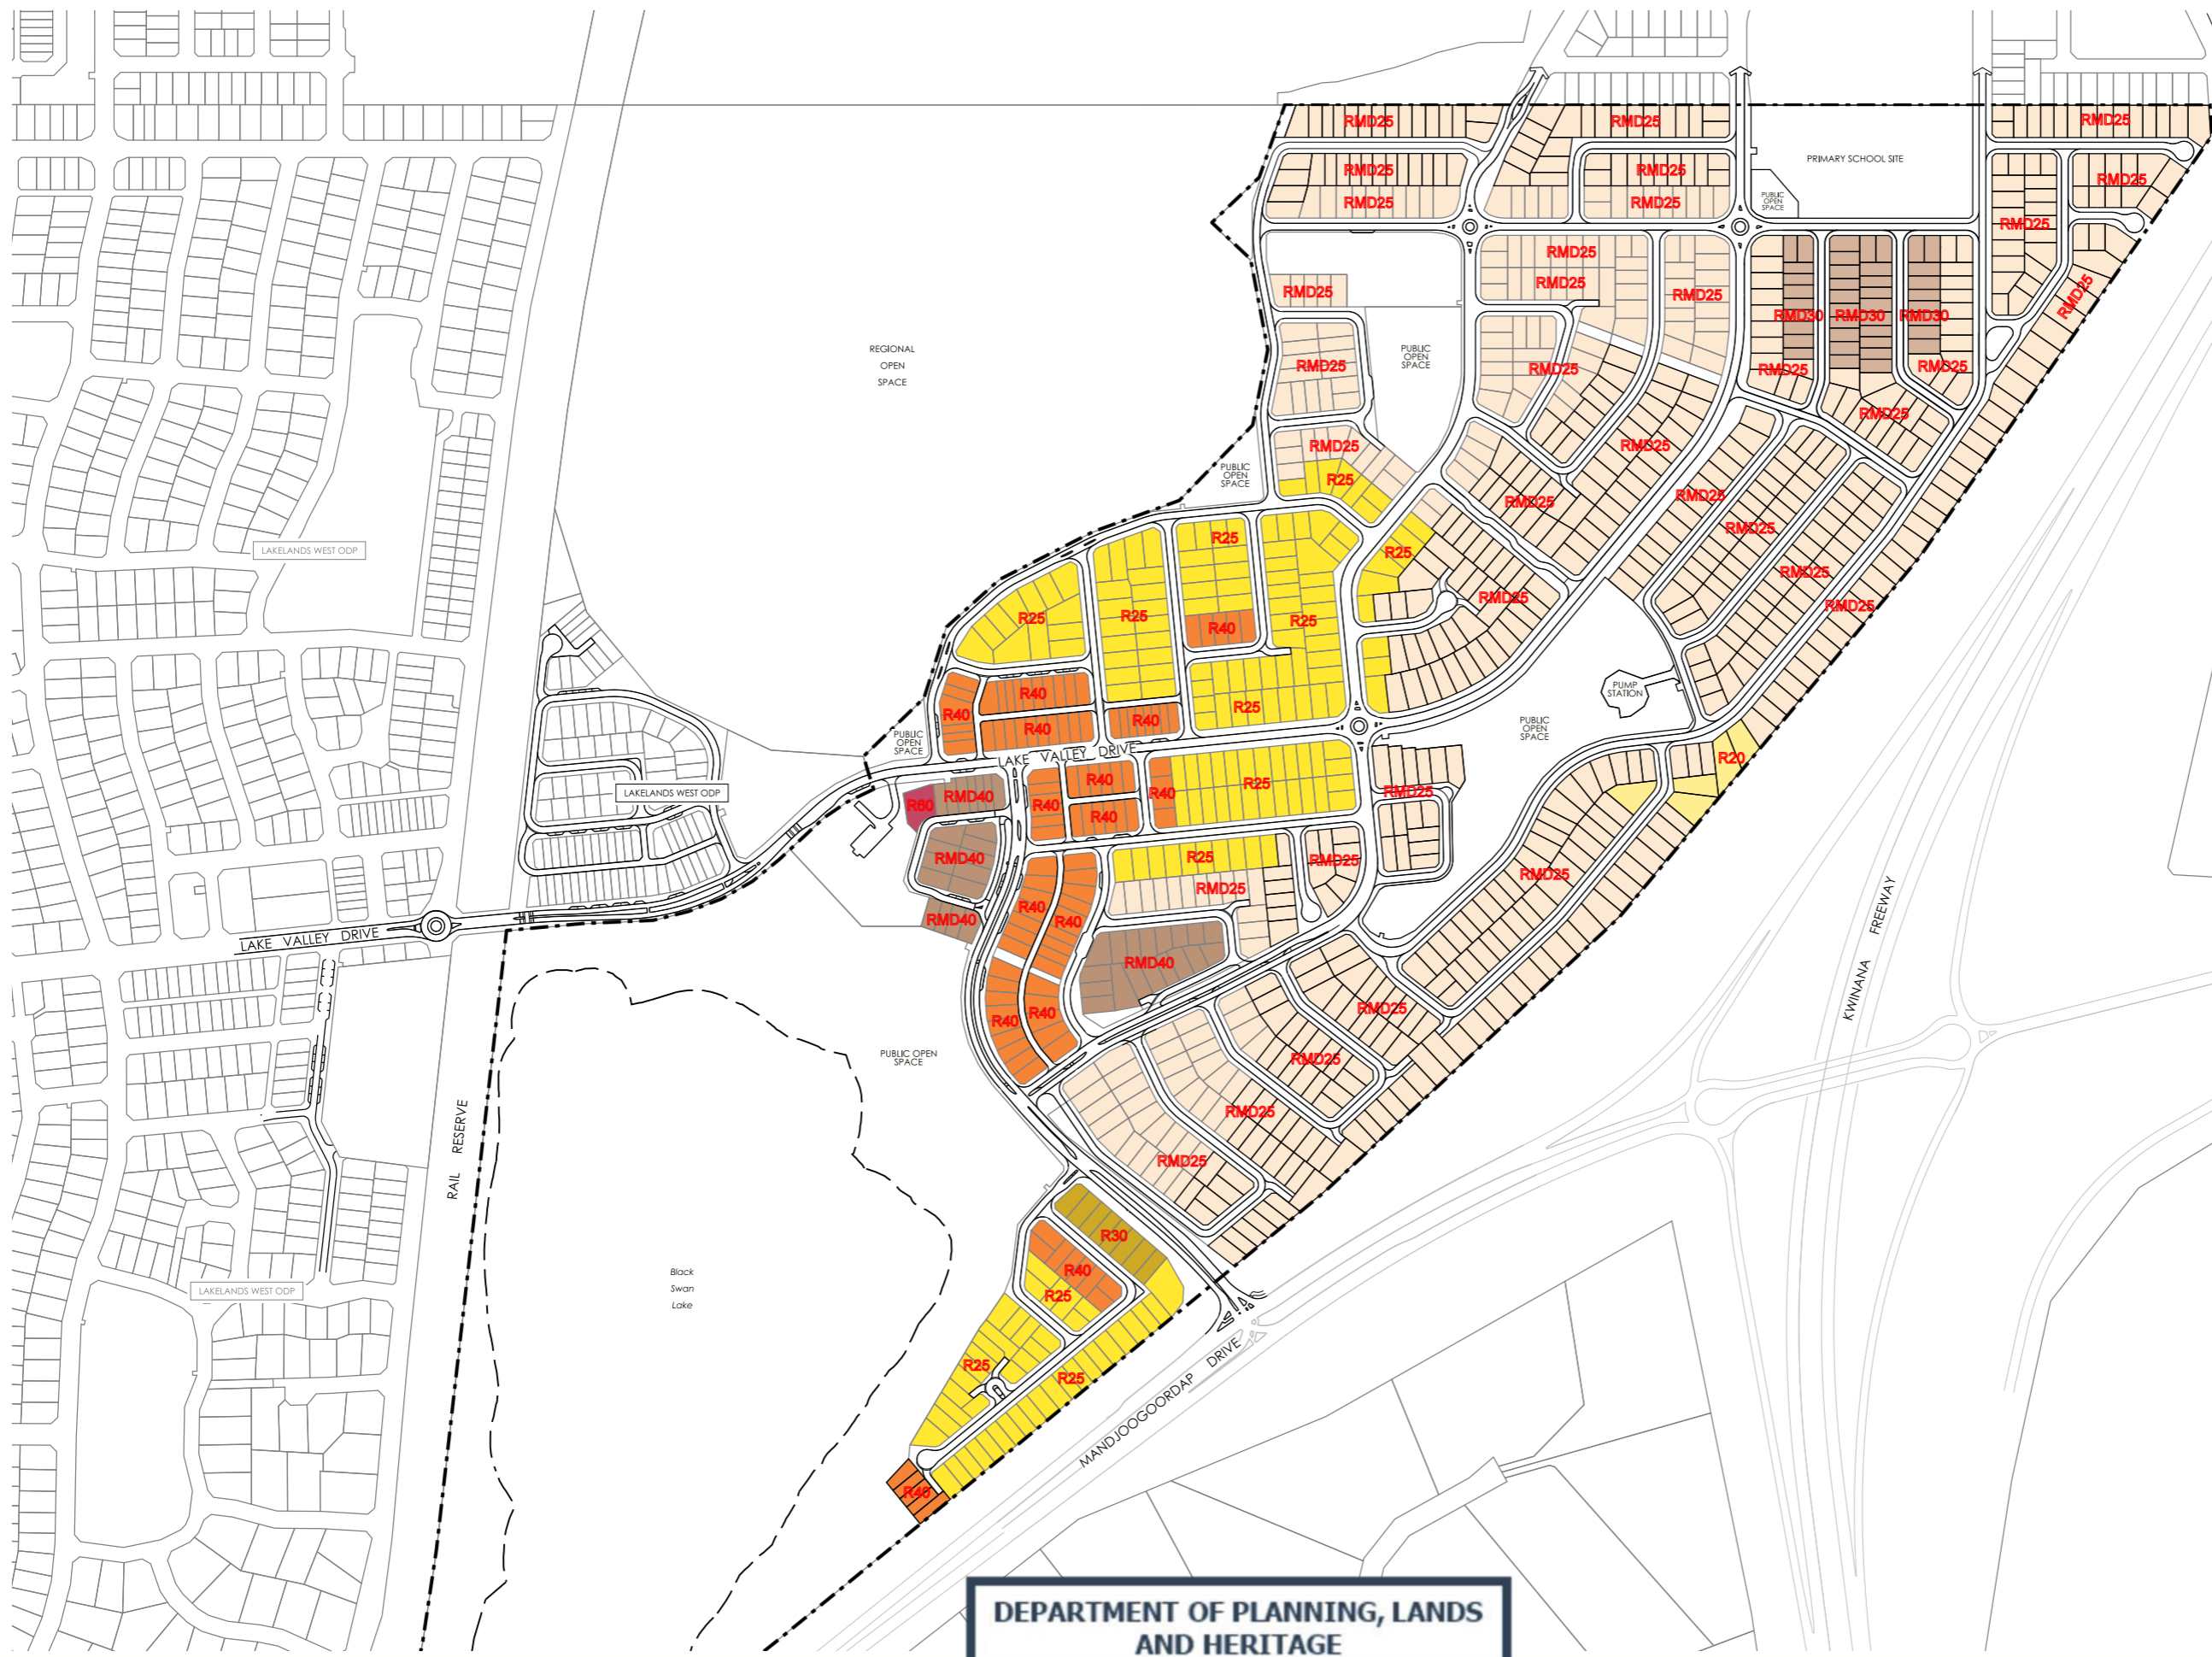 RMD25
RMD25
RMD25
RMD25
RMD25
RMD25
RMD25
RMD25
PRIMARY SCHOOL SITE
PUBLIC
OPEN
SPACE
RMD25
RMD25
RMD25
RMD25
RMD25
RMD25
RMD25
RMD30
RMD30
RMD30
REGIONAL
OPEN
SPACE
PUBLIC
OPEN
SPACE
RMD25
RMD25
RMD25
RMD25
RMD25
RMD25
RMD25
PUBLIC
OPEN
SPACE
R25
RMD25
RMD25
RMD25
R25
R25
LAKELANDS WEST ODP
RMD25
RMD25
RMD25
R25
R25
R40
R25
R40
R40
R40
R40
R25
PUBLIC
OPEN
SPACE
PUMP
STATION
PUBLIC
OPEN
SPACE
LAKE VALLEY DRIVE
R20
LAKELANDS WEST ODP
R60
RMD40
R40
R40
R40
R40
R25
RMD25
RMD40
R25
RMD25
RMD25
RMD25
RMD40
R40
R40
LAKE VALLEY DRIVE
RMD40
KWINANA FREEWAY
R40
R40
RMD25
PUBLIC OPEN
SPACE
RMD25
RMD25
RMD25
RAIL RESERVE
R30
R40
R25
Black
Swan
Lake
LAKELANDS WEST ODP
R25
R25
MANDJOOGOORDAP DRIVE
R40
DEPARTMENT OF PLANNING, LANDS
AND HERITAGE